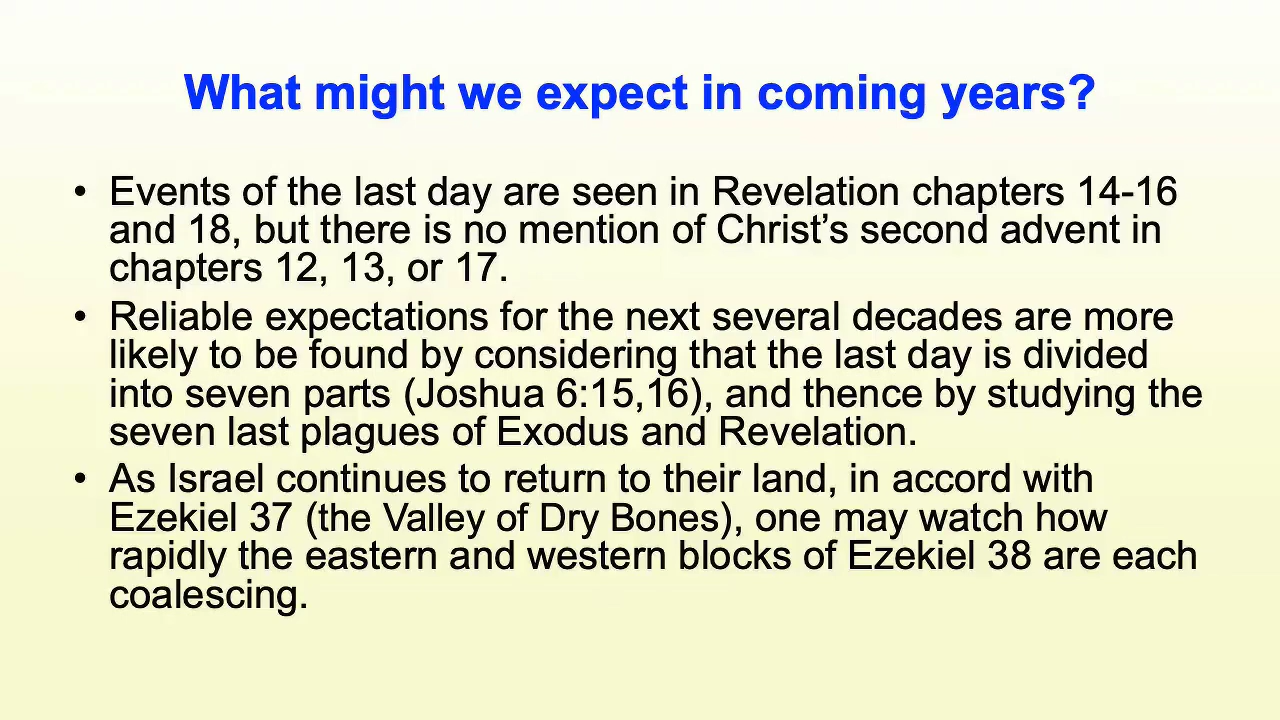 What might we expect in coming years?
• Events of the last day are seen in Revelation chapters 14-16
and 18, but there is no mention of Christ’s second advent in
chapters 12, 13, or 17.
• Reliable expectations for the next several decades are more
likely to be found by considering that the last day is divided
into seven parts (Joshua 6:15,16), and thence by studying the
seven last plagues of Exodus and Revelation.
• As Israel continues to return to their land, in accord with
Ezekiel 37 (the Valley of Dry Bones), one may watch how
rapidly the eastern and western blocks of Ezekiel 38 are each
coalescing.